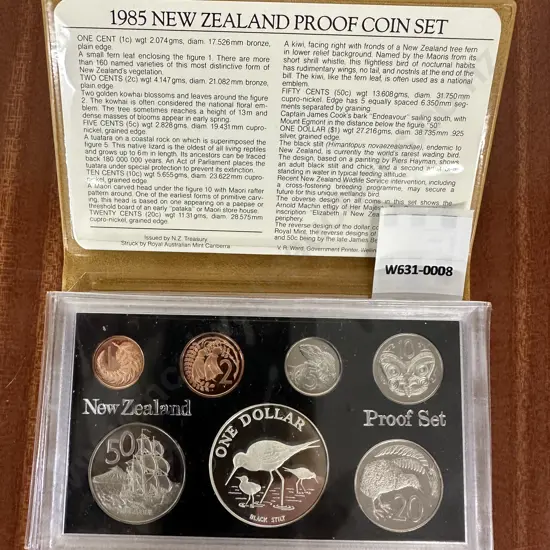 1985 NEW ZEALAND PROOF COIN SET
ONE CENT (1c) wgt 2.074gms, diam. 17.526mm bronze,
plain edge.
A small fern leaf enclosing the figure 1. There are more
than 160 named varieties of this most distinctive form of
New Zealand's vegetation.
TWO CENTS (2c) wgt 4.147gms, diam. 21.082mm bronze,
plain edge.
Two golden kowhai blossoms and leaves around the figure
2. The kowhai is often considered the national floral em-
blem. The tree sometimes reaches a height of 13m and
dense masses of blooms appear in early spring.
FIVE CENTS (5c) wgt 2.828gms, diam. 19.431mm cupro-
nickel, grained edge.
A tuatara on a coastal rock on which is superimposed the
figure 5. This native lizard is the oldest of all living reptiles
and grows up to 6m in length. Its ancestors can be traced
back 180 000 000 years. An Act of Parliament places the
tuatara under special protection to prevent its extinction.
TEN CENTS (10c) wgt 5.655gms, diam 23.622mm cupro-
nickel, grained edge.
A Maori carved head under the figure 10 with Maori rafter
pattern around. One of the earliest forms of primitive carv-
ing, this head is based on one appearing on a paepae or
threshold board of an early "pataka" or Maori store house.
TWENTY CENTS (20c) wgt 11.31gms, diam. 28.575mm
cupro-nickel, grained edge.
Issued by N.Z. Treasury
Struck by Royal Australian Mint Canberra
A kiwi, facing right with fronds of a New Zealand tree fern
in lower field background. Named by the Maoris from its
short shrill whistle, this flightless bird of nocturnal habits
has rudimentary wings, no tail, and nostrils at the end of the
bill. The kiwi, like the fern leaf, is often used as a national
emblem.
FIFTY CENTS (50c) wgt 13.608gms, diam. 31.750mm
cupro-nickel. Edge has 5 equally spaced 6.350mm seg-
ments separated by graining.
Captain James Cook's bark "Endeavour" sailing south, with
Mount Egmont in the distance below the figure "50".
ONE DOLLAR ($1) wgt 27.216gms, diam. 38.735mm .925
silver, grained edge.
The black stilt (Himantopus novaezealandiae), endemic to
New Zealand, is currently the world's rarest wading bird.
The design, based on a painting by Piers Hayman, shows
an adult black stilt and chick, and a second adult
standing in water in typical feeding attitude.
Recent New Zealand Wildlife Service intervention, including
a cross-fostering breeding programme, may secure a
future for this unique wetlands bird.
The obverse design on all coins in this set shows the
Arnold Machin effigy of Her Majesty
inscription "Elizabeth II New Zea
periphery.
The reverse design of the dollar co
Royal Mint, the reverse designs of
and 50c being by the late James Be
V. R. Ward, Government Printer, Wellin
W631-0008
1
2
5
10
New Zealand
Proof Set
50
ENDEAVOUR
ONE DOLLAR
BLACK STILT
20